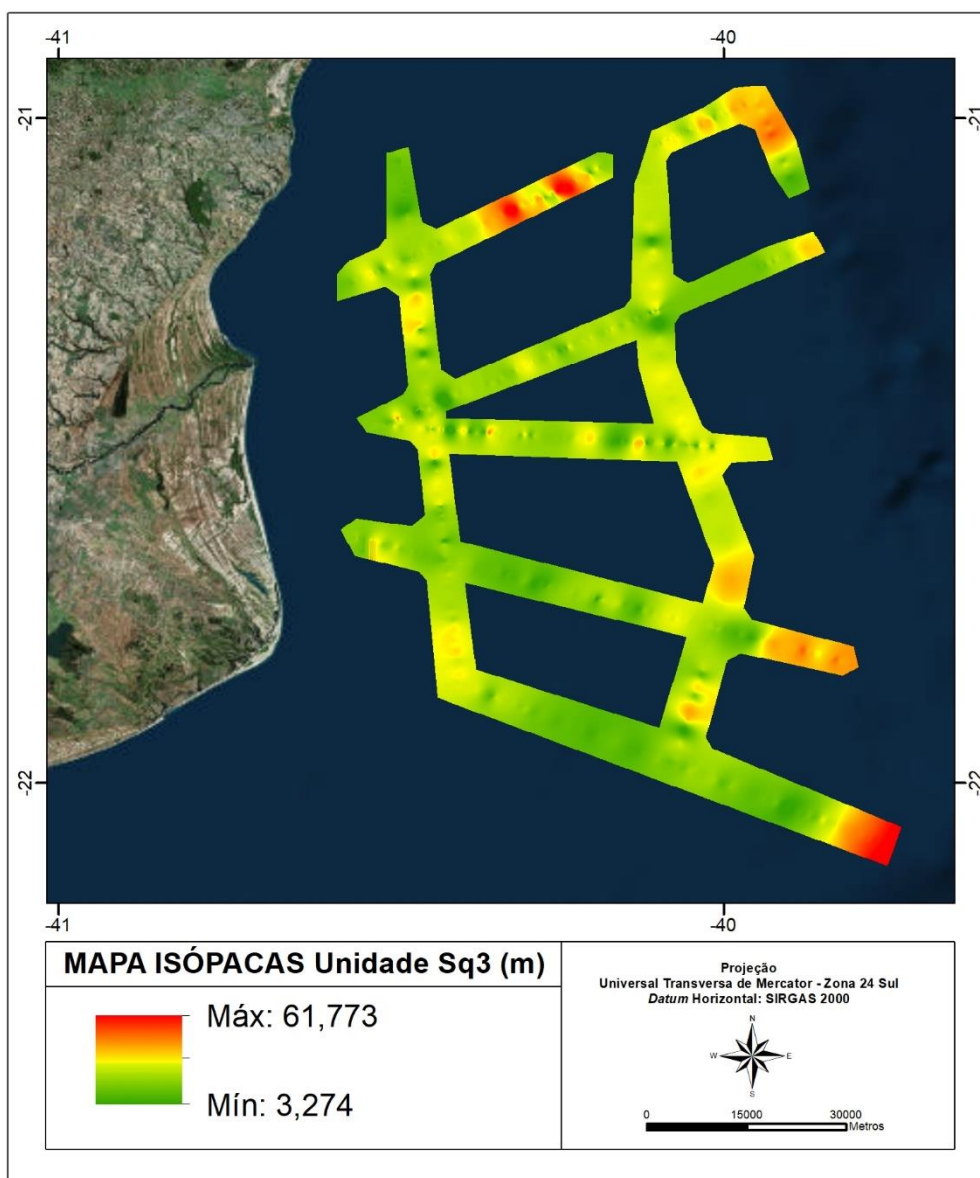 -41
-40
-21
-21
-22
-22
-41
-40
MAPA ISÓPACAS Unidade Sq3 (m)
Máx: 61,773
Mín: 3,274
Projeção
Universal Transversa de Mercator - Zona 24 Sul
Datum Horizontal: SIRGAS 2000
N
W
E
S
0 15000 30000
Metros